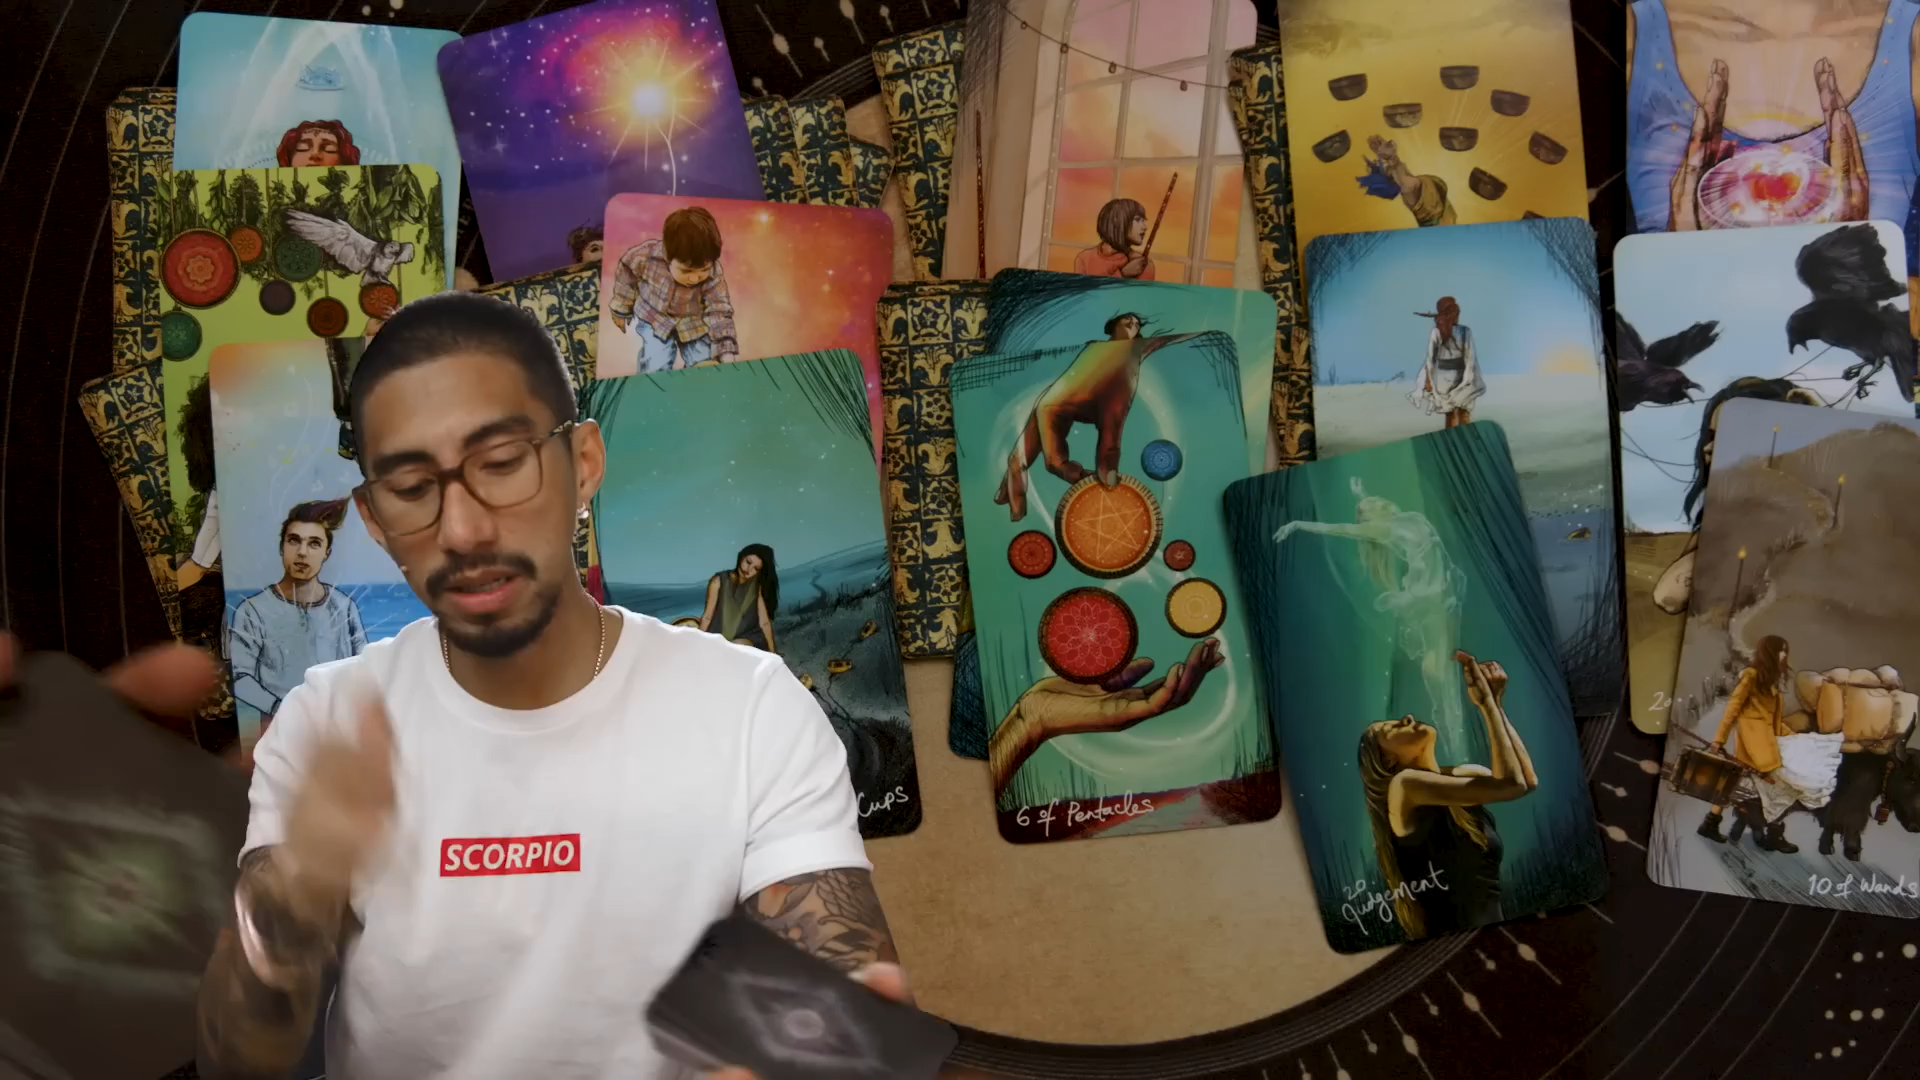 SCORPIO
Cups
6 of Pentacles
20
Judgement
10 of Wands